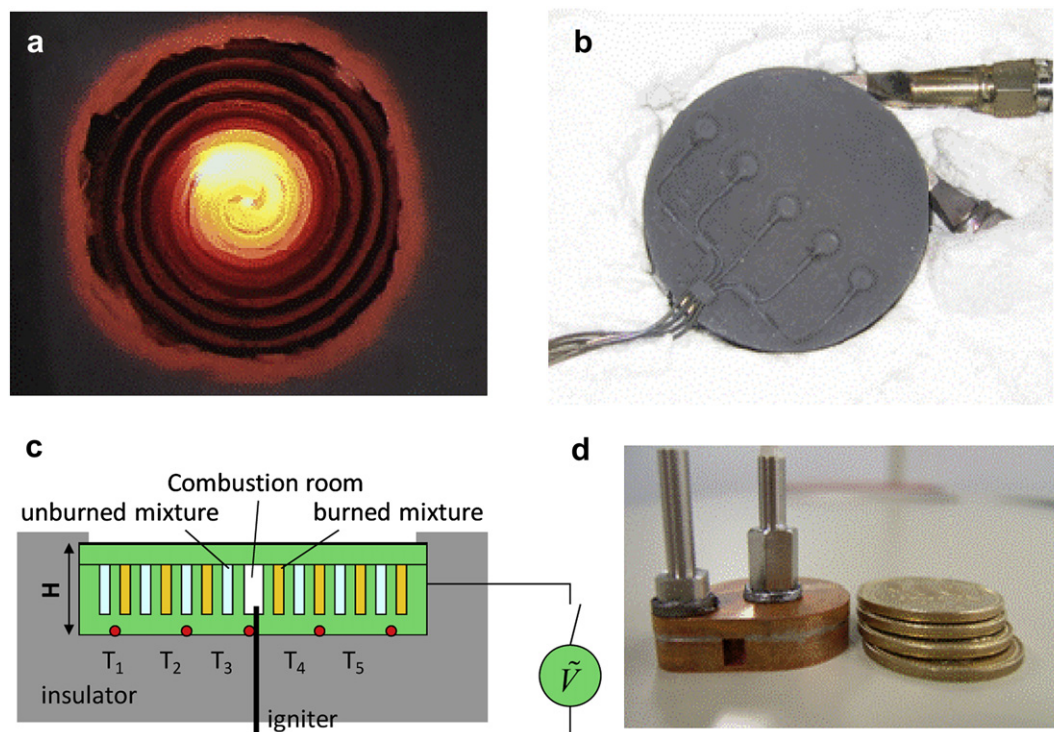 a
b
c
Combustion room
unburned mixture
burned mixture
H
T₁
T₂
T₃
T₄
T₅
insulator
igniter
Ṽ
d